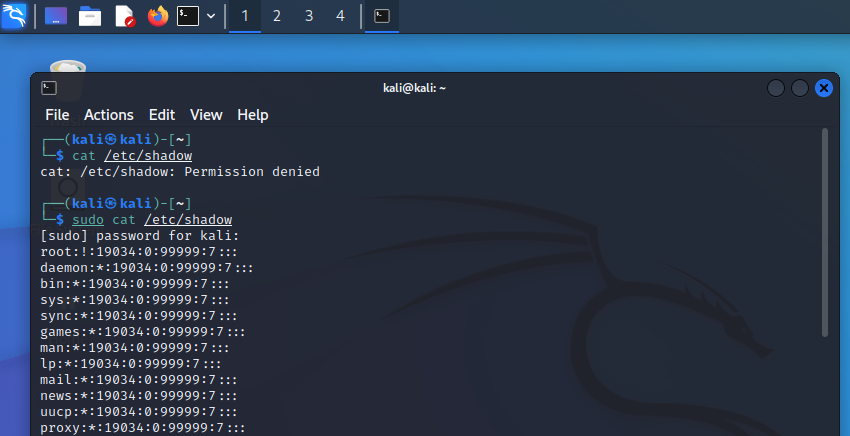 1 2 3 4
kali@kali: ~
File Actions Edit View Help
┌──(kali㉿kali)-[~]
└─$ cat /etc/shadow
cat: /etc/shadow: Permission denied
┌──(kali㉿kali)-[~]
└─$ sudo cat /etc/shadow
[sudo] password for kali:
root:!:19034:0:99999:7:::
daemon:*:19034:0:99999:7:::
bin:*:19034:0:99999:7:::
sys:*:19034:0:99999:7:::
sync:*:19034:0:99999:7:::
games:*:19034:0:99999:7:::
man:*:19034:0:99999:7:::
lp:*:19034:0:99999:7:::
mail:*:19034:0:99999:7:::
news:*:19034:0:99999:7:::
uucp:*:19034:0:99999:7:::
proxy:*:19034:0:99999:7:::